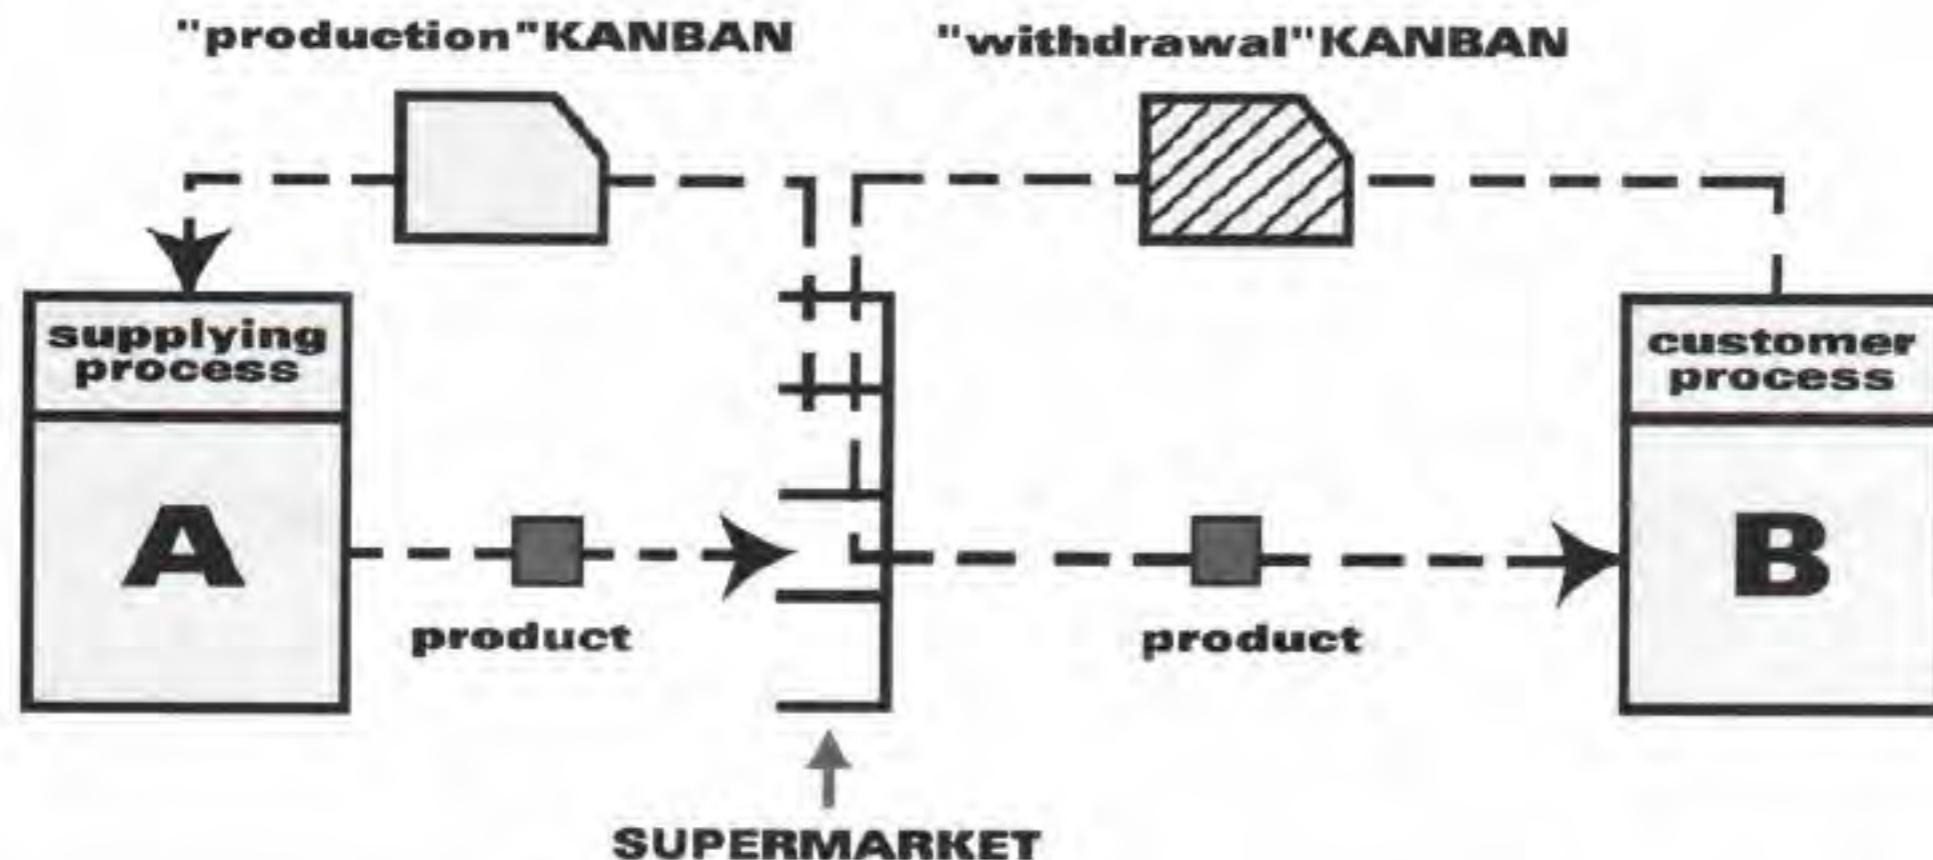 "production"KANBAN
"withdrawal"KANBAN
supplying
process
customer
process
A
B
product
product
SUPERMARKET